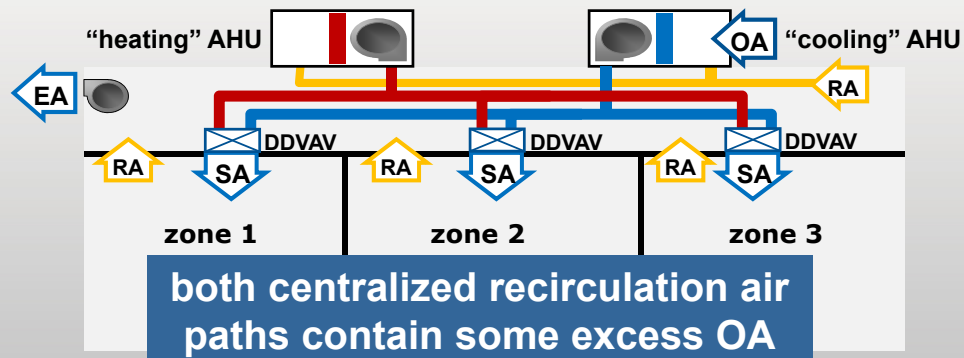 “heating” AHU
OA
“cooling” AHU
EA
RA
DDVAV
DDVAV
DDVAV
RA
SA
RA
SA
RA
SA
zone 1
zone 2
zone 3
both centralized recirculation air
paths contain some excess OA